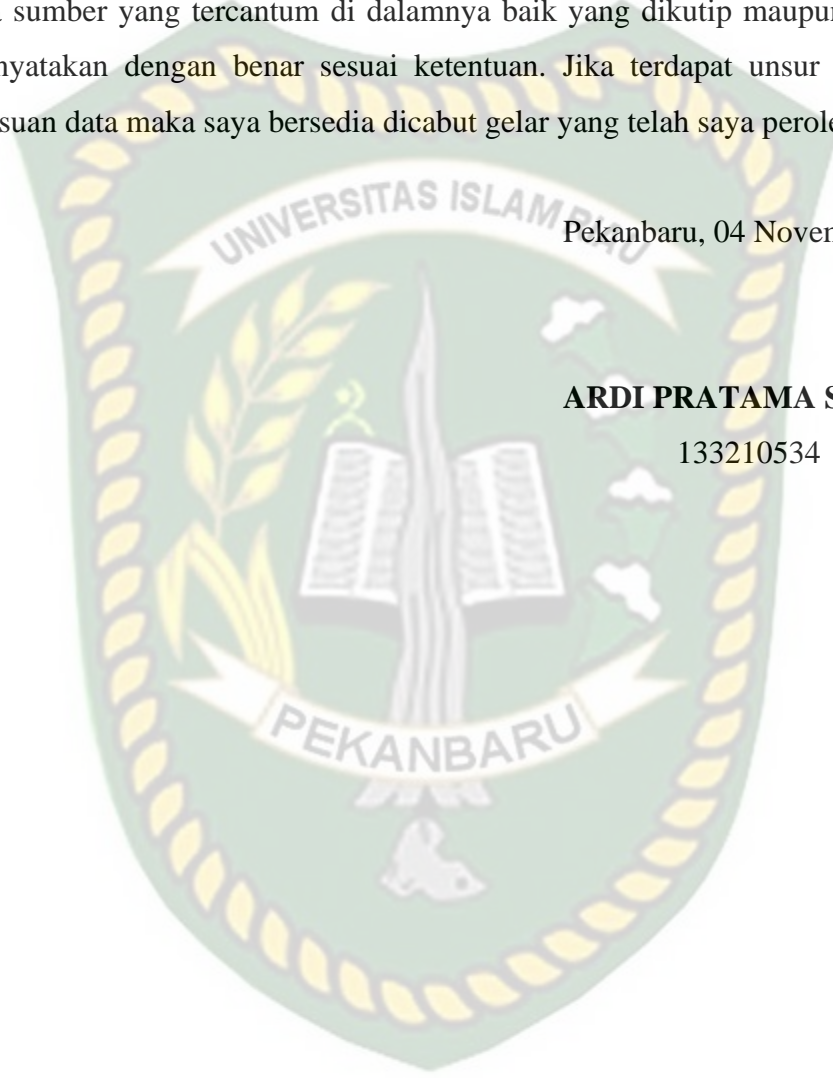 sumber yang tercantum di dalamnya baik yang dikutip maupun
nyatakan dengan benar sesuai ketentuan. Jika terdapat unsur
suan data maka saya bersedia dicabut gelar yang telah saya perole
UNIVERSITAS ISLAM RIAU
Pekanbaru, 04 Noven
ARDI PRATAMA S
133210534
PEKANBARU